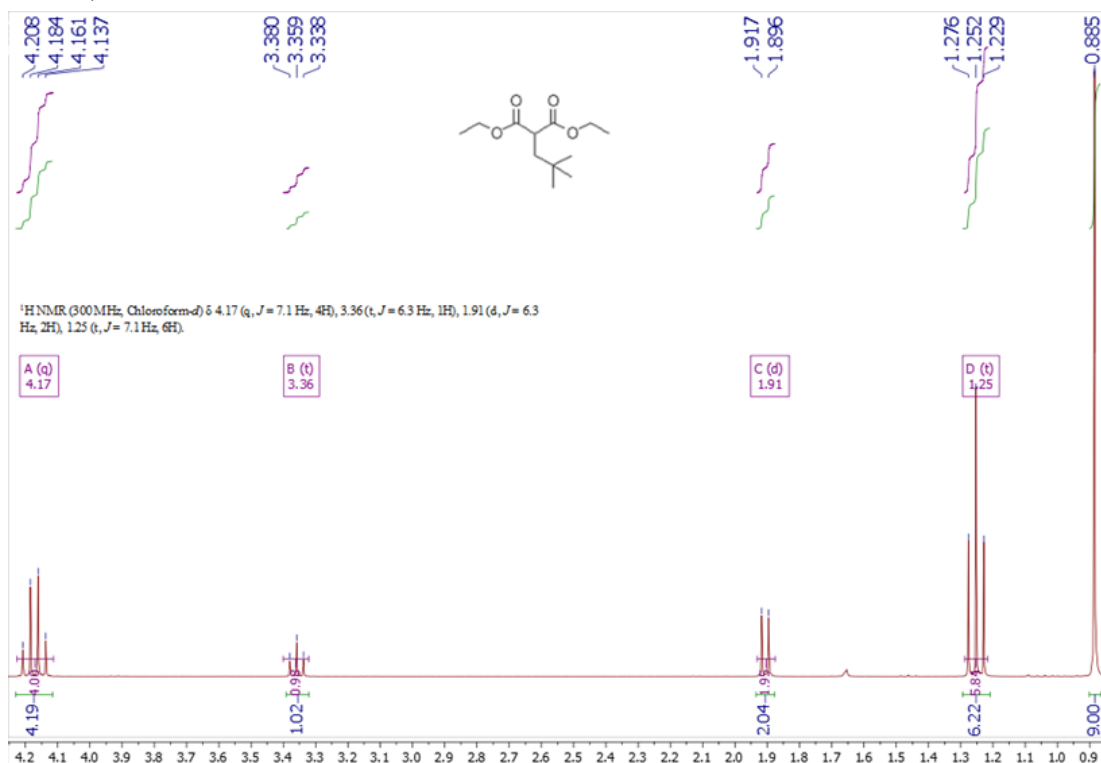 4.208
4.184
4.161
4.137
3.380
3.359
3.338
1.917
1.896
1.276
1.252
1.229
0.885
O O
O O
¹H NMR (300 MHz, Chloroform-d) δ 4.17 (q, J = 7.1 Hz, 4H), 3.36 (t, J = 6.3 Hz, 1H), 1.91 (d, J = 6.3
Hz, 2H), 1.25 (t, J = 7.1 Hz, 6H).
A (q)
4.17
B (t)
3.36
C (d)
1.91
D (t)
1.25
4.00
1.95
5.84
4.19
1.02
2.04
6.22
9.00
4.2 4.1 4.0 3.9 3.8 3.7 3.6 3.5 3.4 3.3 3.2 3.1 3.0 2.9 2.8 2.7 2.6 2.5 2.4 2.3 2.2 2.1 2.0 1.9 1.8 1.7 1.6 1.5 1.4 1.3 1.2 1.1 1.0 0.9